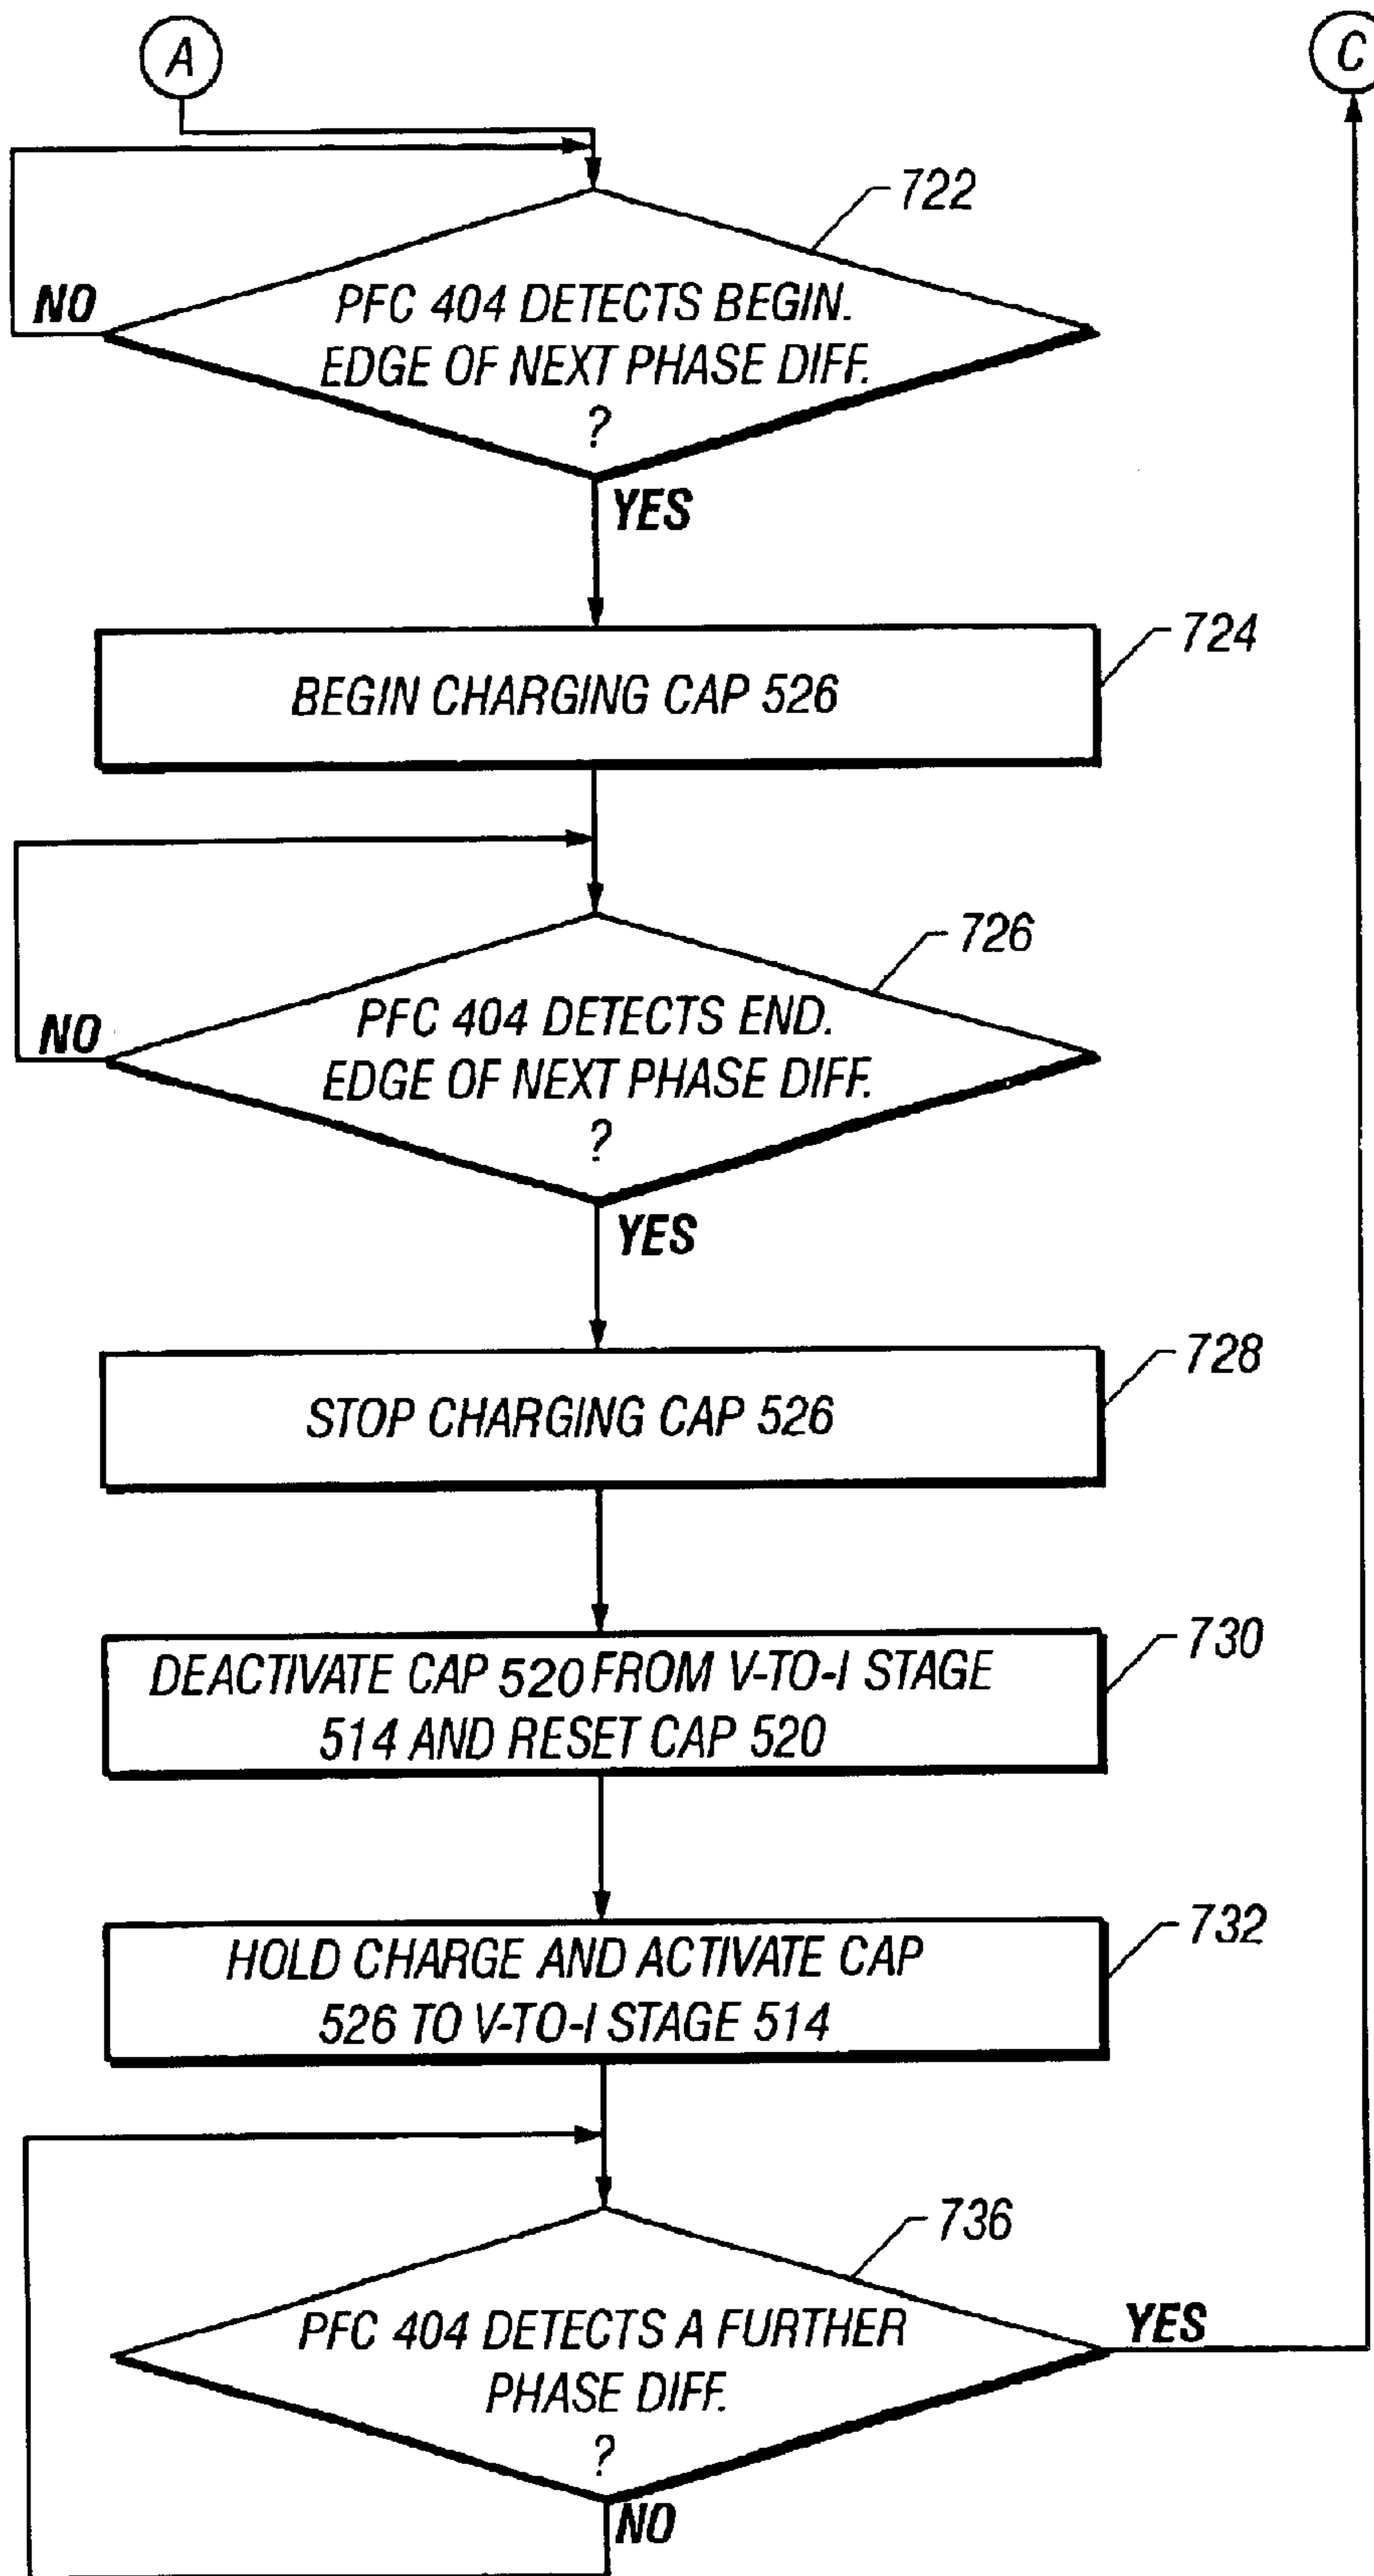 A
C
722
PFC 404 DETECTS BEGIN.
EDGE OF NEXT PHASE DIFF.
?
NO
YES
724
BEGIN CHARGING CAP 526
726
PFC 404 DETECTS END.
EDGE OF NEXT PHASE DIFF.
?
NO
YES
728
STOP CHARGING CAP 526
730
DEACTIVATE CAP 520 FROM V-TO-I STAGE
514 AND RESET CAP 520
732
HOLD CHARGE AND ACTIVATE CAP
526 TO V-TO-I STAGE 514
736
PFC 404 DETECTS A FURTHER
PHASE DIFF.
?
YES
NO